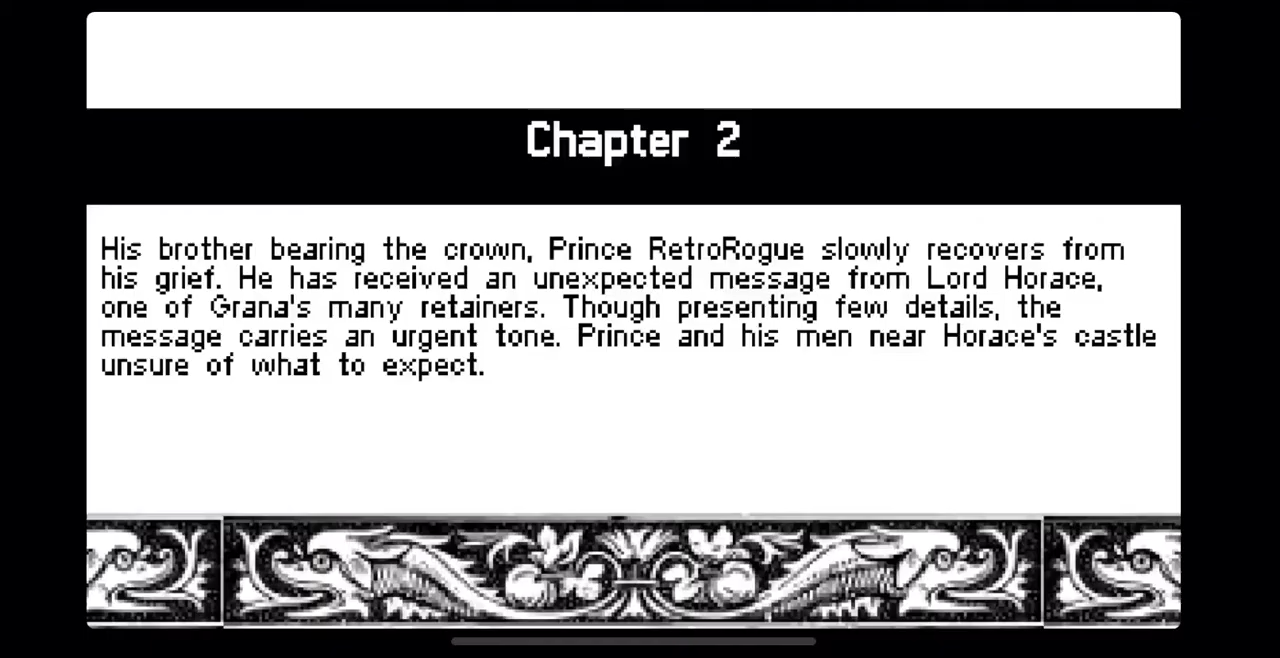 Chapter 2
His brother bearing the crown, Prince RetroRogue slowly recovers from
his grief. He has received an unexpected message from Lord Horace,
one of Grana's many retainers. Though presenting few details, the
message carries an urgent tone. Prince and his men near Horace's castle
unsure of what to expect.